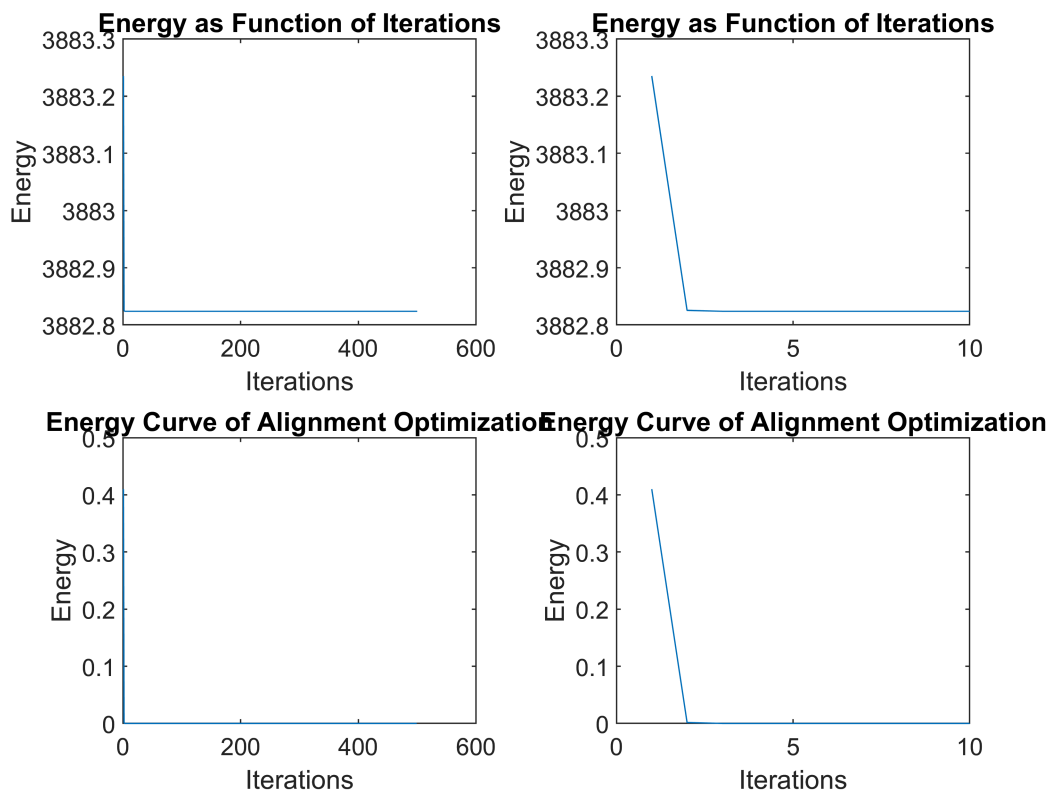 Energy as Function of Iterations
3883.3
3883.2
3883.1
3883
3882.9
3882.8
Energy
0 200 400 600
Iterations
Energy as Function of Iterations
3883.3
3883.2
3883.1
3883
3882.9
3882.8
Energy
0 5 10
Iterations
Energy Curve of Alignment Optimization
0.5
0.4
0.3
0.2
0.1
0
Energy
0 200 400 600
Iterations
Energy Curve of Alignment Optimization
0.5
0.4
0.3
0.2
0.1
0
Energy
0 5 10
Iterations